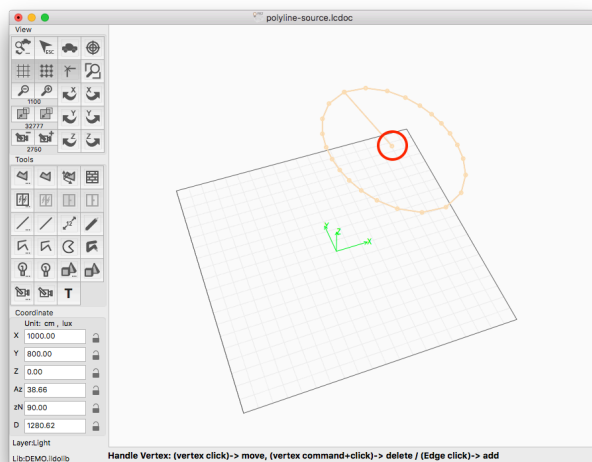 polyline-source.lcdoc
View
ESC
1100
X X
32777
Y Y
2750
Z Z
Tools
T
Coordinate
Unit: cm , lux
X 1000.00
Y 800.00
Z 0.00
Az 38.66
zN 90.00
D 1280.62
Layer:Light
Lib:DEMO.lldolib
Y
Z
X
Handle Vertex: (vertex click)-> move, (vertex command+click)-> delete / (Edge click)-> add